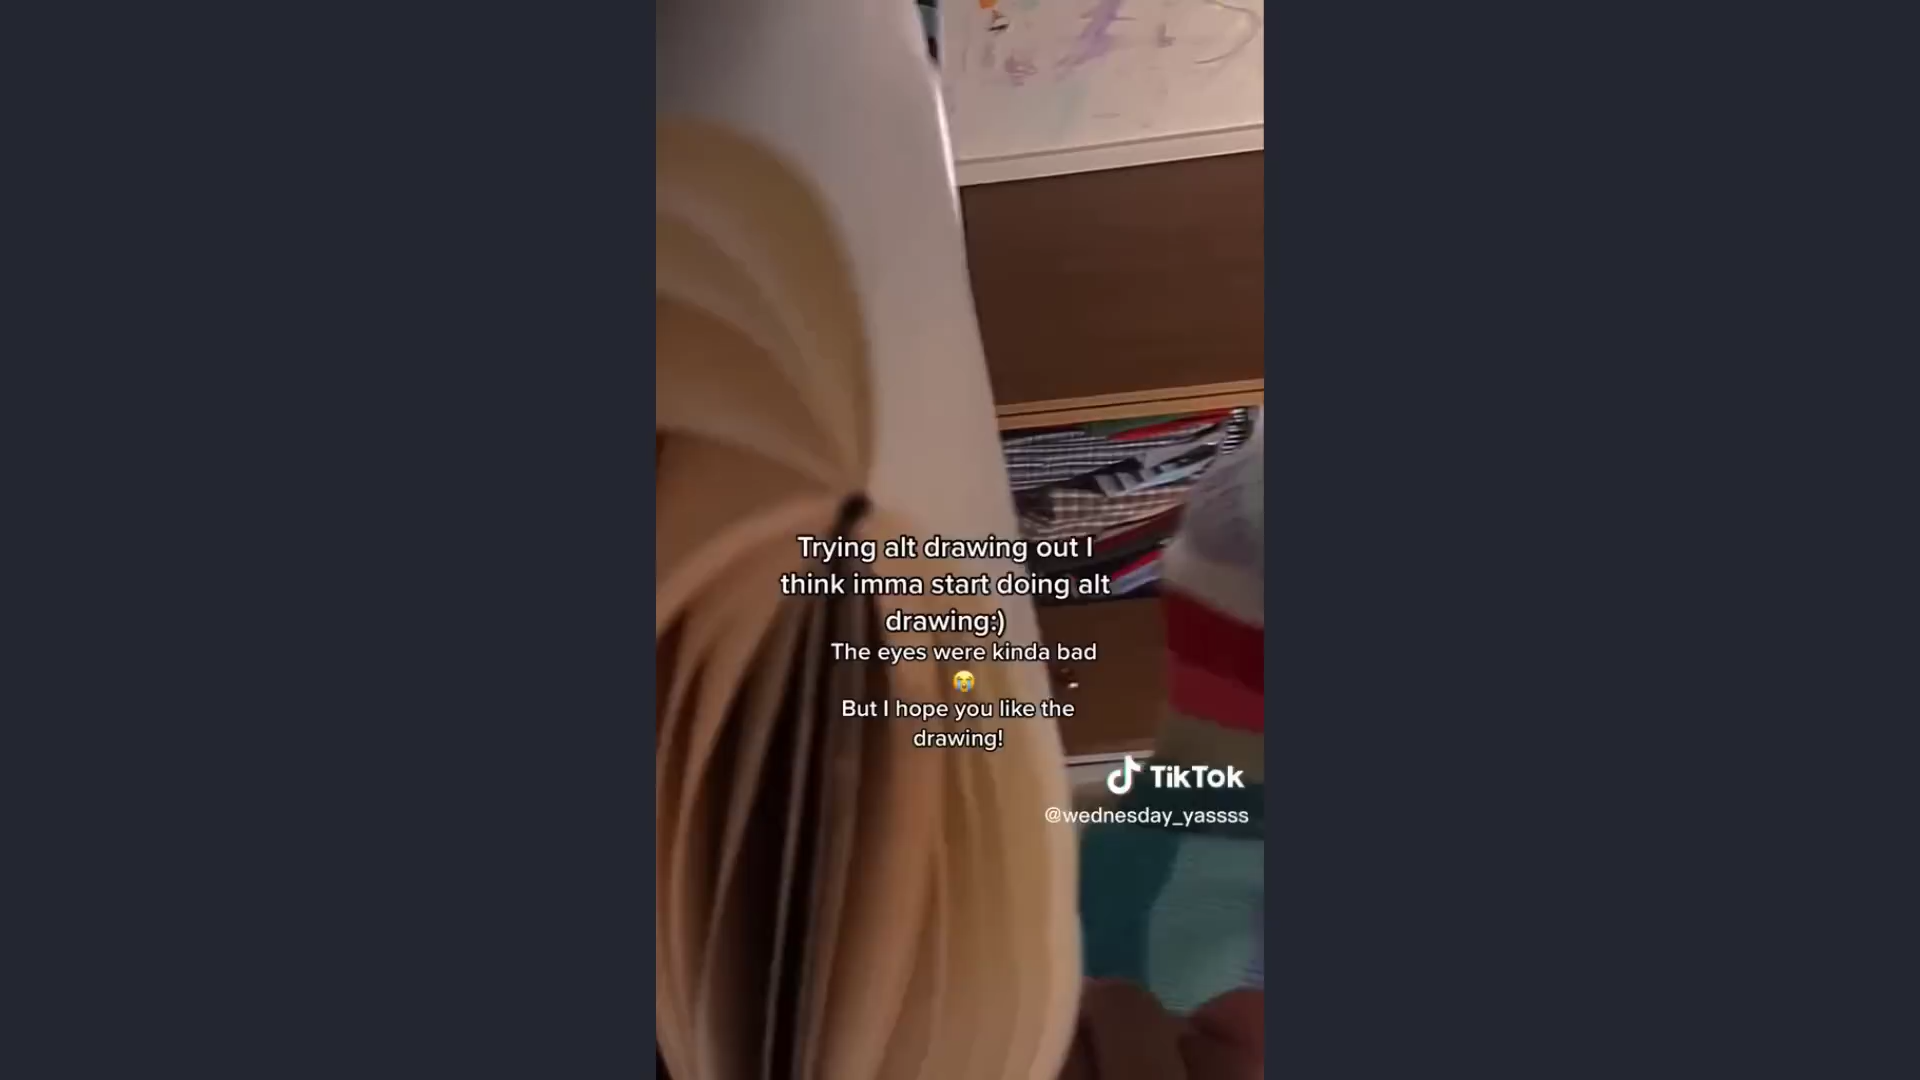 Trying alt drawing out I
think imma start doing alt
drawing:)
The eyes were kinda bad
😭
But I hope you like the
drawing!
TikTok
@wednesday_yassss